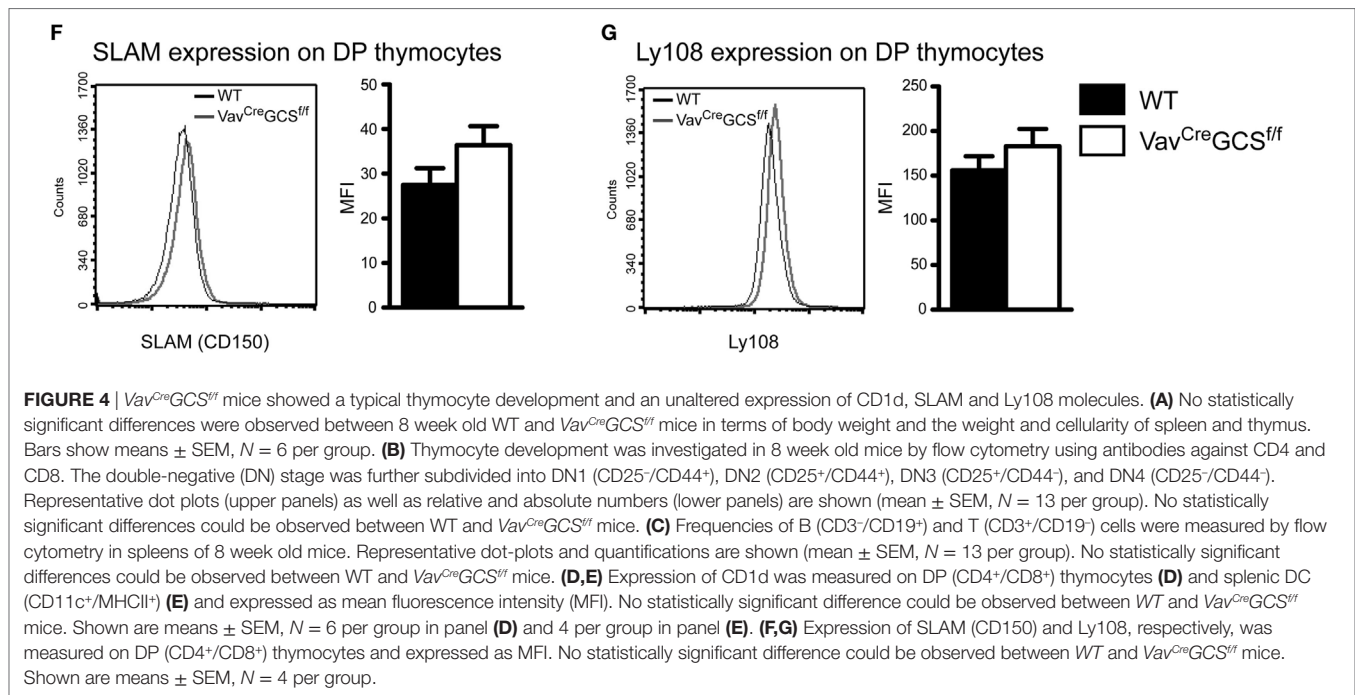 F
SLAM expression on DP thymocytes
1700
1360
1020
680
340
0
Counts
WT
Vav^Cre GCS^f/f
SLAM (CD150)
50
40
30
20
10
0
MFI
G
Ly108 expression on DP thymocytes
1700
1360
1020
680
340
0
Counts
WT
Vav^Cre GCS^f/f
Ly108
250
200
150
100
50
0
MFI
WT
Vav^Cre GCS^f/f
FIGURE 4 | Vav^Cre GCS^f/f mice showed a typical thymocyte development and an unaltered expression of CD1d, SLAM and Ly108 molecules. (A) No statistically
significant differences were observed between 8 week old WT and Vav^Cre GCS^f/f mice in terms of body weight and the weight and cellularity of spleen and thymus.
Bars show means ± SEM, N = 6 per group. (B) Thymocyte development was investigated in 8 week old mice by flow cytometry using antibodies against CD4 and
CD8. The double-negative (DN) stage was further subdivided into DN1 (CD25⁻/CD44⁺), DN2 (CD25⁺/CD44⁺), DN3 (CD25⁺/CD44⁻), and DN4 (CD25⁻/CD44⁻).
Representative dot plots (upper panels) as well as relative and absolute numbers (lower panels) are shown (mean ± SEM, N = 13 per group). No statistically
significant differences could be observed between WT and Vav^Cre GCS^f/f mice. (C) Frequencies of B (CD3⁻/CD19⁺) and T (CD3⁺/CD19⁻) cells were measured by flow
cytometry in spleens of 8 week old mice. Representative dot-plots and quantifications are shown (mean ± SEM, N = 13 per group). No statistically significant
differences could be observed between WT and Vav^Cre GCS^f/f mice. (D,E) Expression of CD1d was measured on DP (CD4⁺/CD8⁺) thymocytes (D) and splenic DC
(CD11c⁺/MHCII⁺) (E) and expressed as mean fluorescence intensity (MFI). No statistically significant difference could be observed between WT and Vav^Cre GCS^f/f
mice. Shown are means ± SEM, N = 6 per group in panel (D) and 4 per group in panel (E). (F,G) Expression of SLAM (CD150) and Ly108, respectively, was
measured on DP (CD4⁺/CD8⁺) thymocytes and expressed as MFI. No statistically significant difference could be observed between WT and Vav^Cre GCS^f/f mice.
Shown are means ± SEM, N = 4 per group.